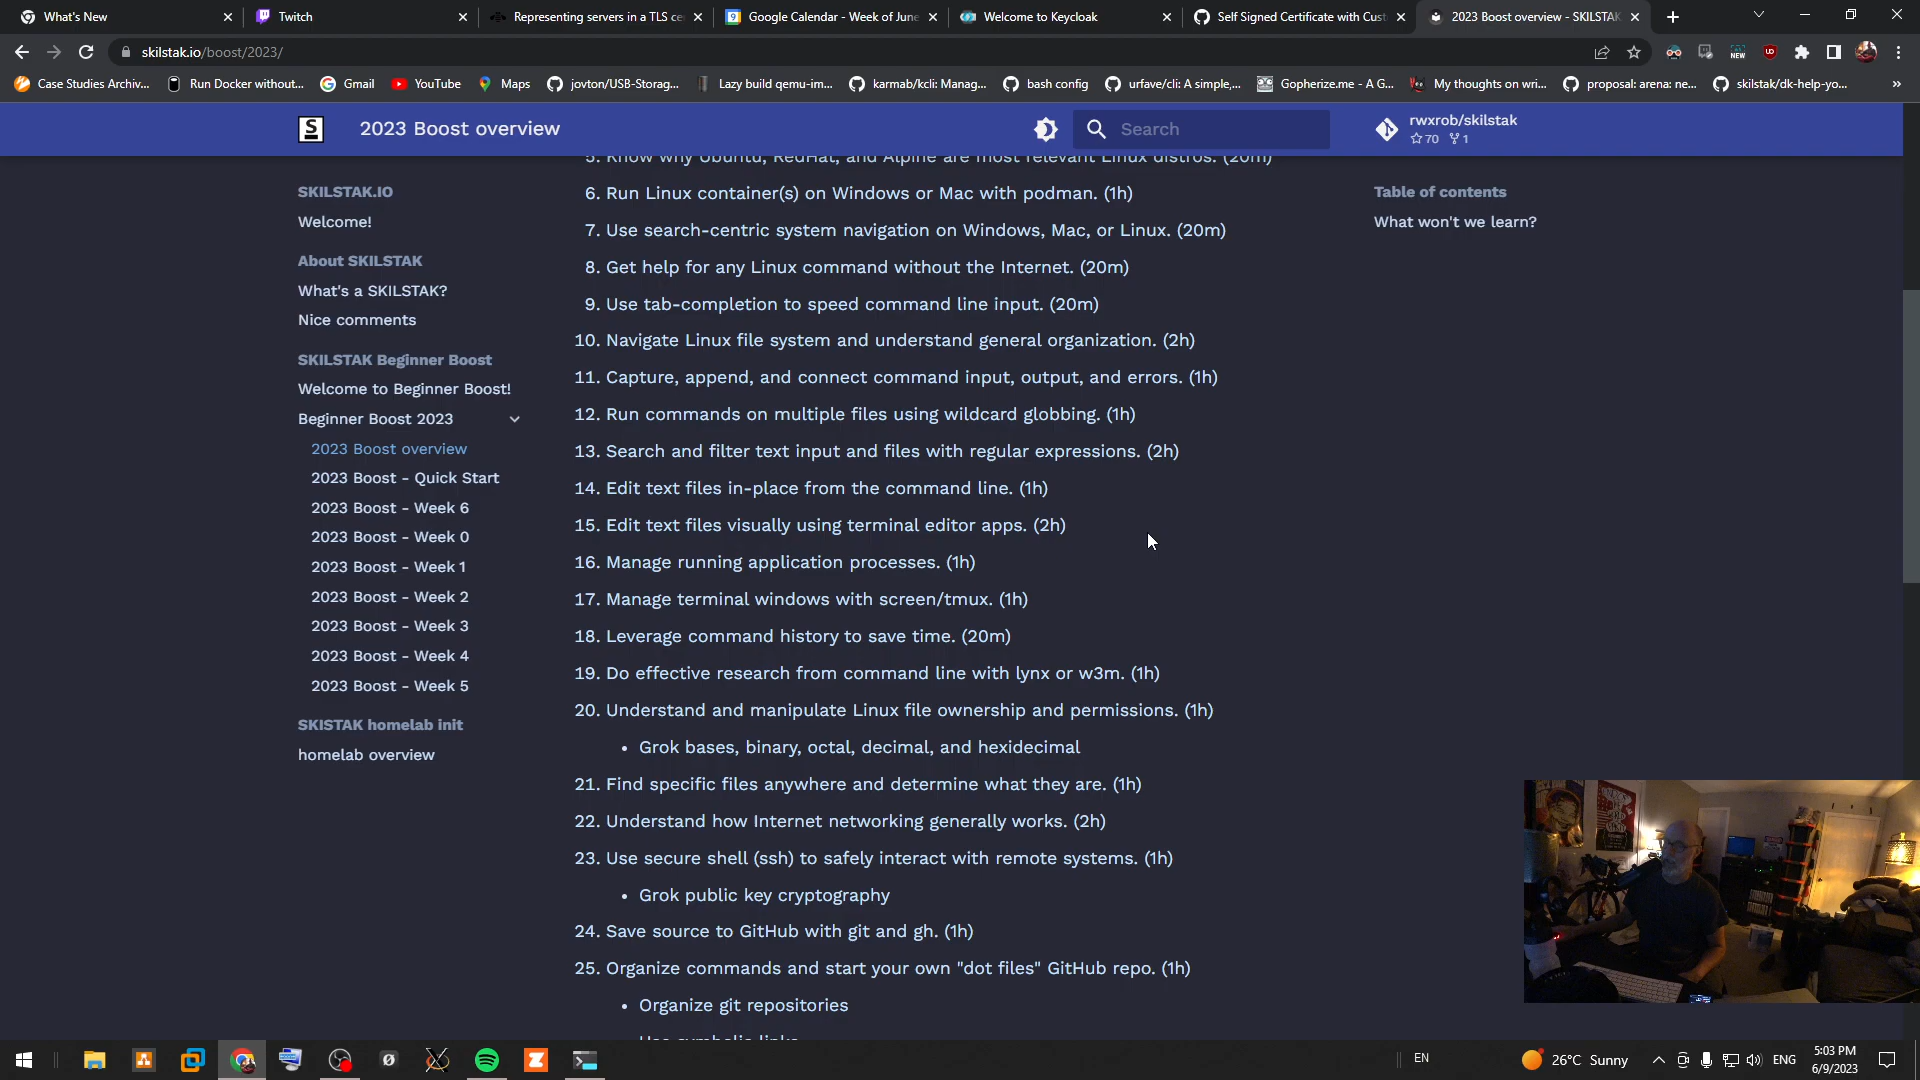 What's New
Twitch
Representing servers in a TLS ce
Google Calendar - Week of June
Welcome to Keycloak
Self Signed Certificate with Cust
2023 Boost overview - SKILSTAK
skilstak.io/boost/2023/
Case Studies Archiv...
Run Docker without...
Gmail
YouTube
Maps
jovton/USB-Storag...
Lazy build qemu-im...
karmab/kcli: Manag...
bash config
urfave/cli: A simple,...
Gopherize.me - A G...
My thoughts on wri...
proposal: arena: ne...
skilstak/dk-help-yo...
»
2023 Boost overview
Search
rwxrob/skilstak
70 1
SKILSTAK.IO
Welcome!
About SKILSTAK
What's a SKILSTAK?
Nice comments
SKILSTAK Beginner Boost
Welcome to Beginner Boost!
Beginner Boost 2023
2023 Boost overview
2023 Boost - Quick Start
2023 Boost - Week 6
2023 Boost - Week 0
2023 Boost - Week 1
2023 Boost - Week 2
2023 Boost - Week 3
2023 Boost - Week 4
2023 Boost - Week 5
SKISTAK homelab init
homelab overview
5. Know why Ubuntu, RedHat, and Alpine are most relevant Linux distros. (20m)
6. Run Linux container(s) on Windows or Mac with podman. (1h)
7. Use search-centric system navigation on Windows, Mac, or Linux. (20m)
8. Get help for any Linux command without the Internet. (20m)
9. Use tab-completion to speed command line input. (20m)
10. Navigate Linux file system and understand general organization. (2h)
11. Capture, append, and connect command input, output, and errors. (1h)
12. Run commands on multiple files using wildcard globbing. (1h)
13. Search and filter text input and files with regular expressions. (2h)
14. Edit text files in-place from the command line. (1h)
15. Edit text files visually using terminal editor apps. (2h)
16. Manage running application processes. (1h)
17. Manage terminal windows with screen/tmux. (1h)
18. Leverage command history to save time. (20m)
19. Do effective research from command line with lynx or w3m. (1h)
20. Understand and manipulate Linux file ownership and permissions. (1h)
• Grok bases, binary, octal, decimal, and hexidecimal
21. Find specific files anywhere and determine what they are. (1h)
22. Understand how Internet networking generally works. (2h)
23. Use secure shell (ssh) to safely interact with remote systems. (1h)
• Grok public key cryptography
24. Save source to GitHub with git and gh. (1h)
25. Organize commands and start your own "dot files" GitHub repo. (1h)
• Organize git repositories
Use symbolic links
Table of contents
What won't we learn?
EN
26°C Sunny
ENG
5:03 PM
6/9/2023